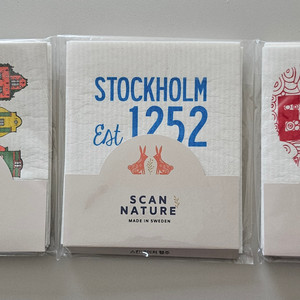 STOCKHOLM
Est 1252
SCAN
NATURE
MADE IN SWEDEN